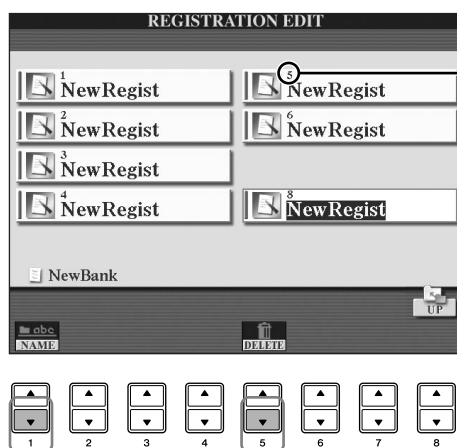 REGISTRATION EDIT
1
NewRegist
2
NewRegist
3
NewRegist
4
NewRegist
5
NewRegist
6
NewRegist
8
NewRegist
NewBank
UP
abc
NAME
DELETE
1 2 3 4 5 6 7 8